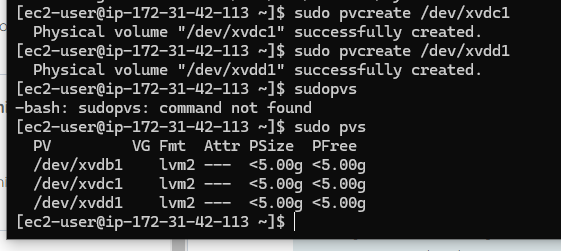 [ec2-user@ip-172-31-42-113 ~]$ sudo pvcreate /dev/xvdc1
  Physical volume "/dev/xvdc1" successfully created.
[ec2-user@ip-172-31-42-113 ~]$ sudo pvcreate /dev/xvdd1
  Physical volume "/dev/xvdd1" successfully created.
[ec2-user@ip-172-31-42-113 ~]$ sudopvs
-bash: sudopvs: command not found
[ec2-user@ip-172-31-42-113 ~]$ sudo pvs
  PV         VG Fmt  Attr PSize  PFree
  /dev/xvdb1    lvm2 ---  <5.00g <5.00g
  /dev/xvdc1    lvm2 ---  <5.00g <5.00g
  /dev/xvdd1    lvm2 ---  <5.00g <5.00g
[ec2-user@ip-172-31-42-113 ~]$